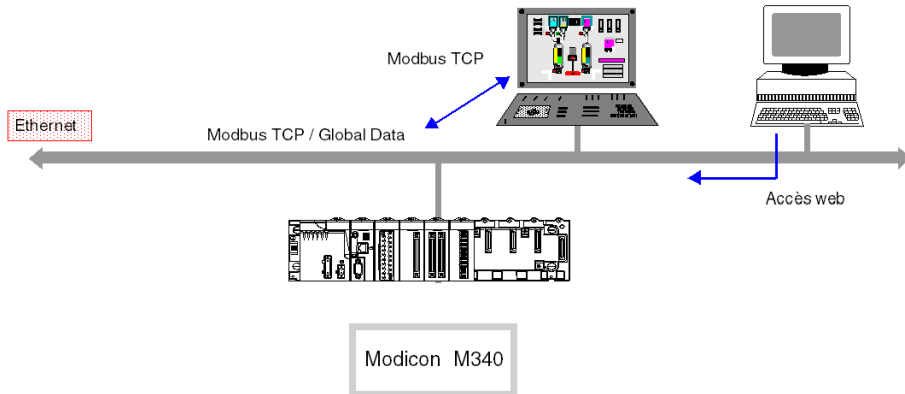 Modbus TCP
Ethernet
Modbus TCP / Global Data
Accès web
Modicon M340